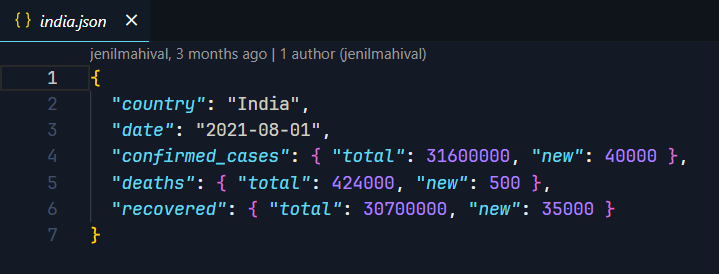 { } india.json ×
jenilmahival, 3 months ago | 1 author (jenilmahival)
1 {
2 "country": "India",
3 "date": "2021-08-01",
4 "confirmed_cases": { "total": 31600000, "new": 40000 },
5 "deaths": { "total": 424000, "new": 500 },
6 "recovered": { "total": 30700000, "new": 35000 }
7 }